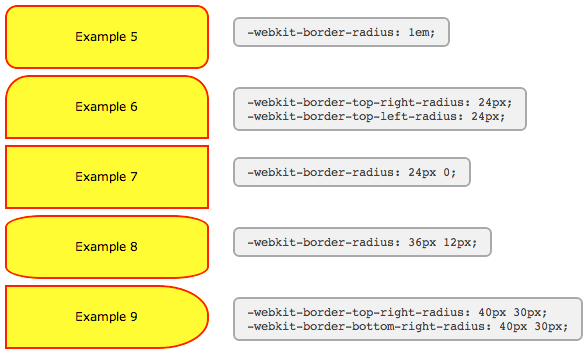 Example 5
-webkit-border-radius: 1em;
Example 6
-webkit-border-top-right-radius: 24px;
-webkit-border-top-left-radius: 24px;
Example 7
-webkit-border-radius: 24px 0;
Example 8
-webkit-border-radius: 36px 12px;
Example 9
-webkit-border-top-right-radius: 40px 30px;
-webkit-border-bottom-right-radius: 40px 30px;